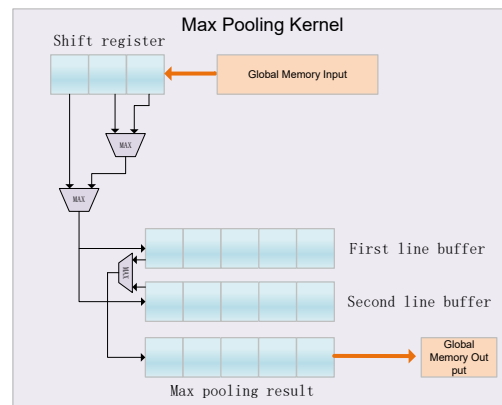 Max Pooling Kernel
Shift register
Global Memory Input
MAX
MAX
First line buffer
MAX
Second line buffer
Global
Memory Out
put
Max pooling result